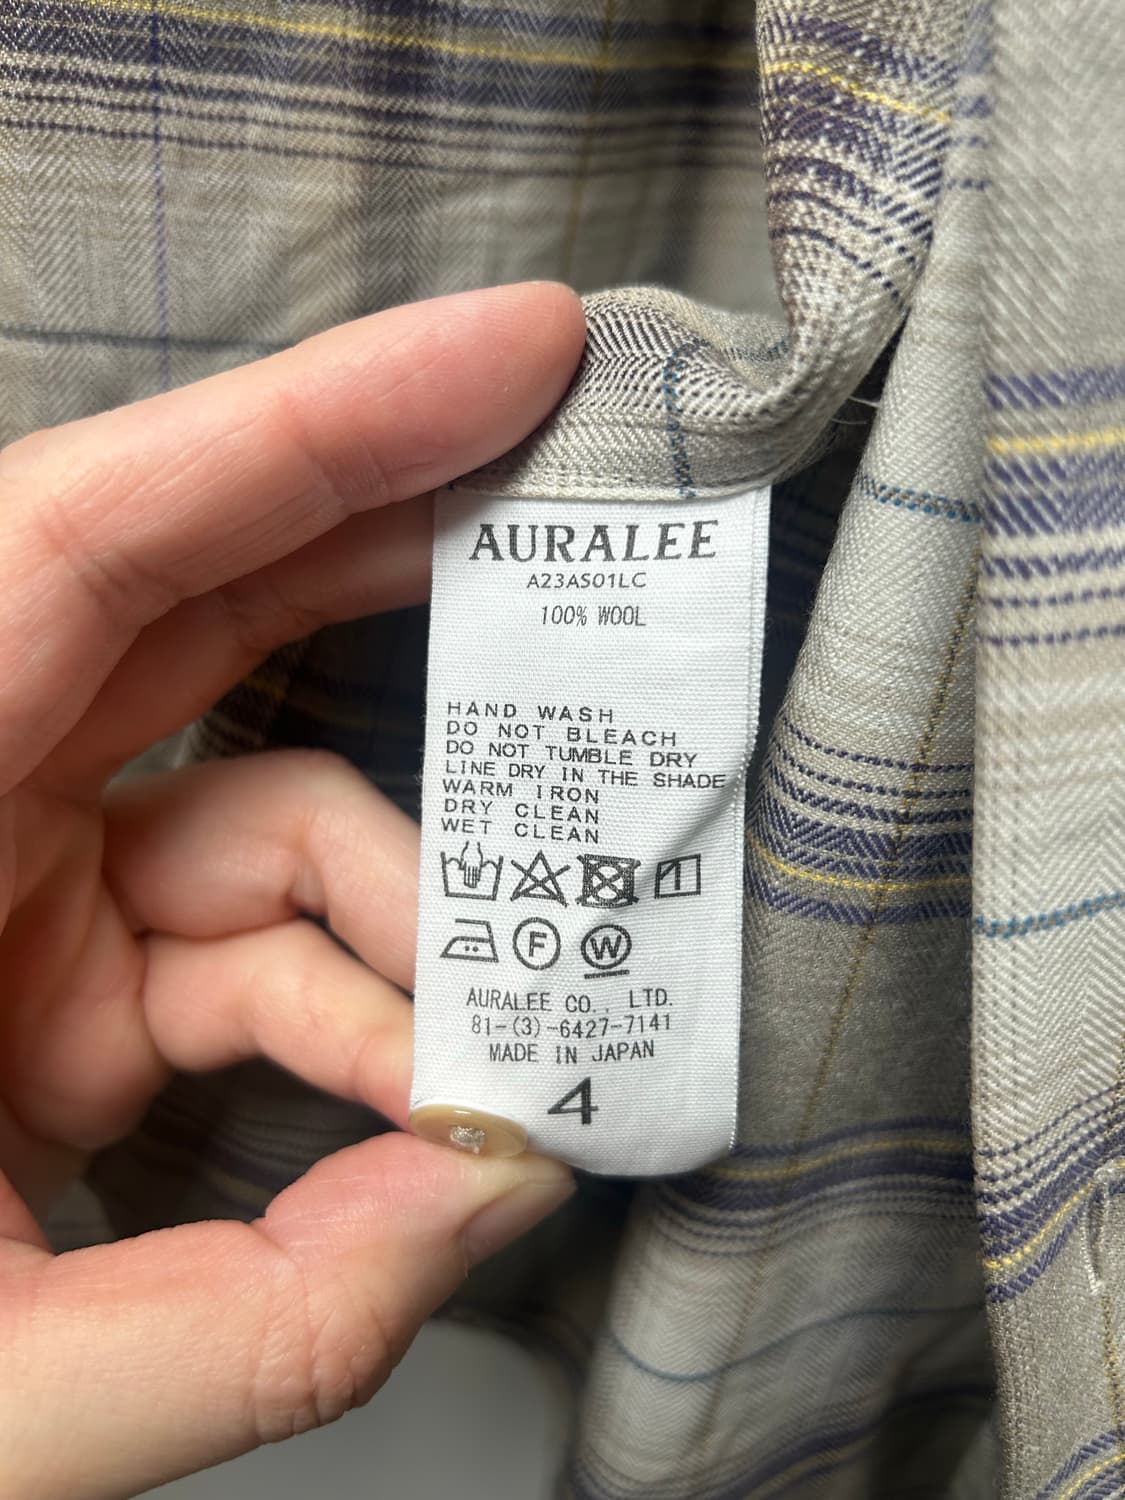 AURALEE
A23AS01LC
100% WOOL
HAND WASH
DO NOT BLEACH
DO NOT TUMBLE DRY
LINE DRY IN THE SHADE
WARM IRON
DRY CLEAN
WET CLEAN
F W
AURALEE CO., LTD.
81-(3)-6427-7141
MADE IN JAPAN
4